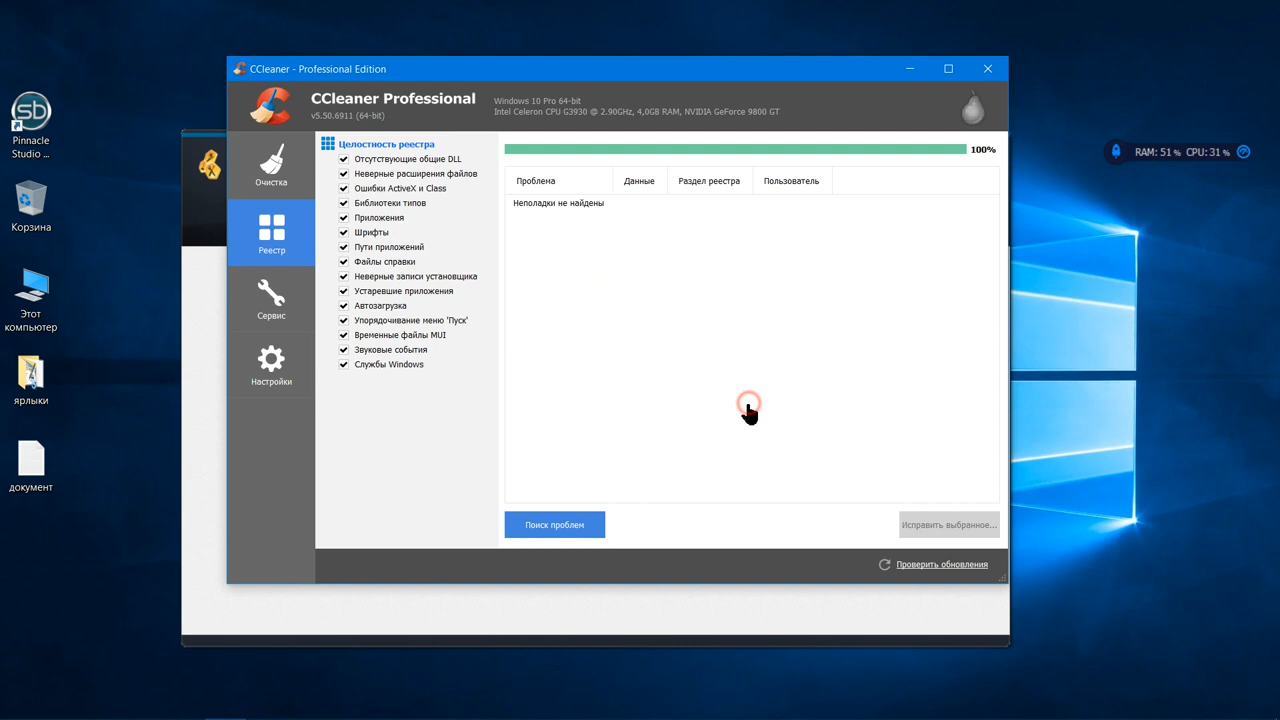 Pinnacle
Studio ...
Корзина
Этот
компьютер
ярлыки
документ
CCleaner - Professional Edition
CCleaner Professional
v5.50.6911 (64-bit)
Windows 10 Pro 64-bit
Intel Celeron CPU G3930 @ 2.90GHz, 4,0GB RAM, NVIDIA GeForce 9800 GT
Очистка
Реестр
Сервис
Настройки
Целостность реестра
Отсутствующие общие DLL
Неверные расширения файлов
Ошибки ActiveX и Class
Библиотеки типов
Приложения
Шрифты
Пути приложений
Файлы справки
Неверные записи установщика
Устаревшие приложения
Автозагрузка
Упорядочивание меню 'Пуск'
Временные файлы MUI
Звуковые события
Службы Windows
100%
Проблема Данные Раздел реестра Пользователь
Неполадки не найдены
Поиск проблем
Исправить выбранное...
Проверить обновления
RAM: 51 % CPU: 31 %